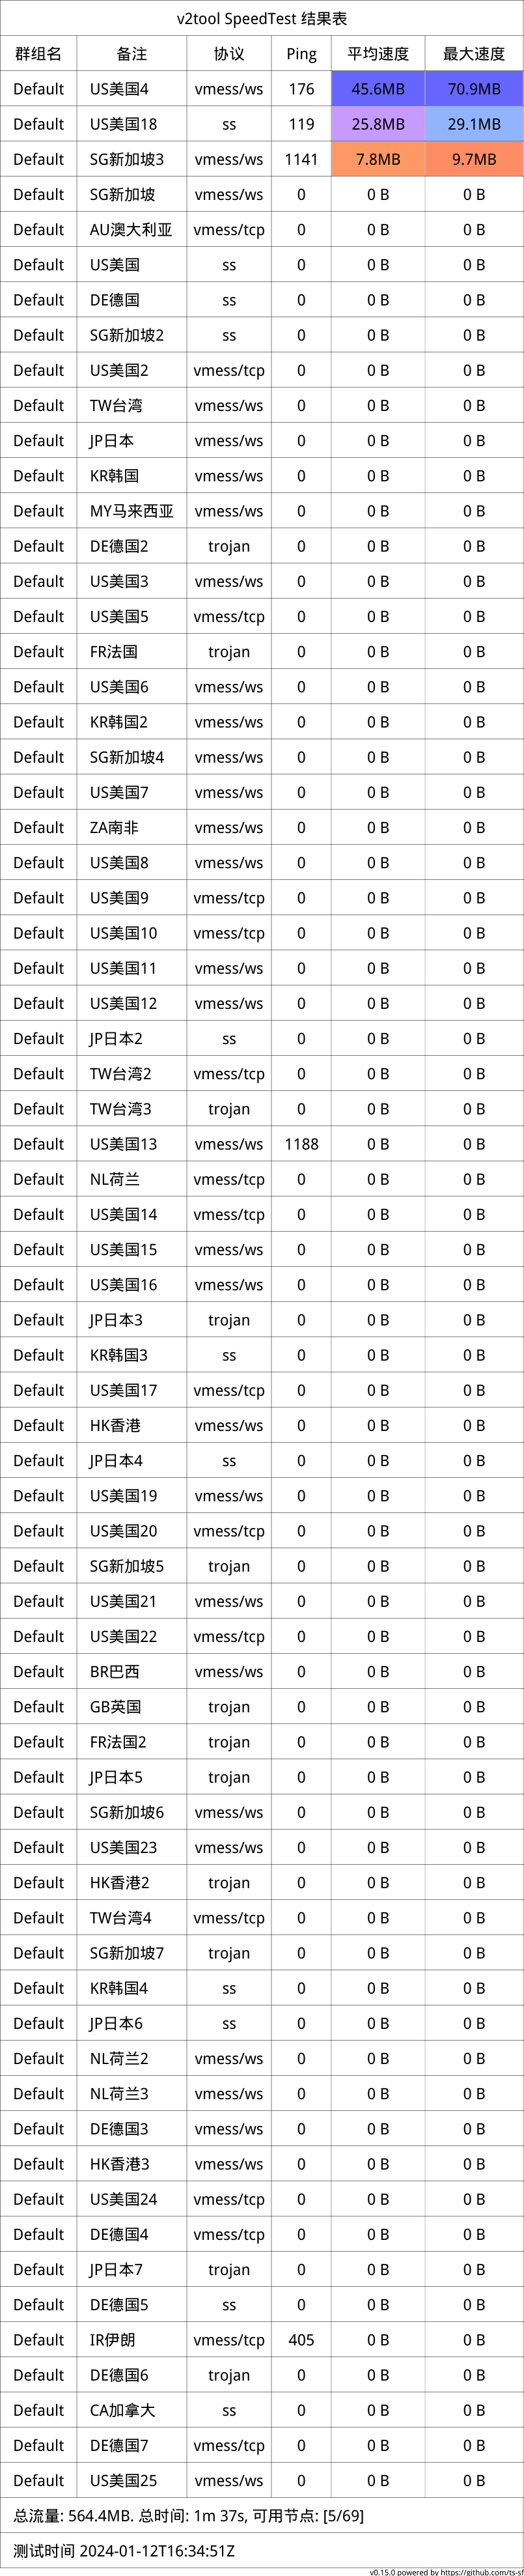 v2tool SpeedTest 结果表
群组名 备注 协议 Ping 平均速度 最大速度
Default US美国4 vmess/ws 176 45.6MB 70.9MB
Default US美国18 ss 119 25.8MB 29.1MB
Default SG新加坡3 vmess/ws 1141 7.8MB 9.7MB
Default SG新加坡 vmess/ws 0 0 B 0 B
Default AU澳大利亚 vmess/tcp 0 0 B 0 B
Default US美国 ss 0 0 B 0 B
Default DE德国 ss 0 0 B 0 B
Default SG新加坡2 ss 0 0 B 0 B
Default US美国2 vmess/tcp 0 0 B 0 B
Default TW台湾 vmess/ws 0 0 B 0 B
Default JP日本 vmess/ws 0 0 B 0 B
Default KR韩国 vmess/ws 0 0 B 0 B
Default MY马来西亚 vmess/ws 0 0 B 0 B
Default DE德国2 trojan 0 0 B 0 B
Default US美国3 vmess/ws 0 0 B 0 B
Default US美国5 vmess/tcp 0 0 B 0 B
Default FR法国 trojan 0 0 B 0 B
Default US美国6 vmess/ws 0 0 B 0 B
Default KR韩国2 vmess/ws 0 0 B 0 B
Default SG新加坡4 vmess/ws 0 0 B 0 B
Default US美国7 vmess/ws 0 0 B 0 B
Default ZA南非 vmess/ws 0 0 B 0 B
Default US美国8 vmess/ws 0 0 B 0 B
Default US美国9 vmess/tcp 0 0 B 0 B
Default US美国10 vmess/tcp 0 0 B 0 B
Default US美国11 vmess/ws 0 0 B 0 B
Default US美国12 vmess/ws 0 0 B 0 B
Default JP日本2 ss 0 0 B 0 B
Default TW台湾2 vmess/tcp 0 0 B 0 B
Default TW台湾3 trojan 0 0 B 0 B
Default US美国13 vmess/ws 1188 0 B 0 B
Default NL荷兰 vmess/tcp 0 0 B 0 B
Default US美国14 vmess/tcp 0 0 B 0 B
Default US美国15 vmess/ws 0 0 B 0 B
Default US美国16 vmess/ws 0 0 B 0 B
Default JP日本3 trojan 0 0 B 0 B
Default KR韩国3 ss 0 0 B 0 B
Default US美国17 vmess/tcp 0 0 B 0 B
Default HK香港 vmess/ws 0 0 B 0 B
Default JP日本4 ss 0 0 B 0 B
Default US美国19 vmess/ws 0 0 B 0 B
Default US美国20 vmess/tcp 0 0 B 0 B
Default SG新加坡5 trojan 0 0 B 0 B
Default US美国21 vmess/ws 0 0 B 0 B
Default US美国22 vmess/tcp 0 0 B 0 B
Default BR巴西 vmess/ws 0 0 B 0 B
Default GB英国 trojan 0 0 B 0 B
Default FR法国2 trojan 0 0 B 0 B
Default JP日本5 trojan 0 0 B 0 B
Default SG新加坡6 vmess/ws 0 0 B 0 B
Default US美国23 vmess/ws 0 0 B 0 B
Default HK香港2 trojan 0 0 B 0 B
Default TW台湾4 vmess/tcp 0 0 B 0 B
Default SG新加坡7 trojan 0 0 B 0 B
Default KR韩国4 ss 0 0 B 0 B
Default JP日本6 ss 0 0 B 0 B
Default NL荷兰2 vmess/ws 0 0 B 0 B
Default NL荷兰3 vmess/ws 0 0 B 0 B
Default DE德国3 vmess/ws 0 0 B 0 B
Default HK香港3 vmess/ws 0 0 B 0 B
Default US美国24 vmess/tcp 0 0 B 0 B
Default DE德国4 vmess/tcp 0 0 B 0 B
Default JP日本7 trojan 0 0 B 0 B
Default DE德国5 ss 0 0 B 0 B
Default IR伊朗 vmess/tcp 405 0 B 0 B
Default DE德国6 trojan 0 0 B 0 B
Default CA加拿大 ss 0 0 B 0 B
Default DE德国7 vmess/tcp 0 0 B 0 B
Default US美国25 vmess/ws 0 0 B 0 B
总流量: 564.4MB. 总时间: 1m 37s, 可用节点: [5/69]
测试时间 2024-01-12T16:34:51Z
v0.15.0 powered by https://github.com/ts-sf